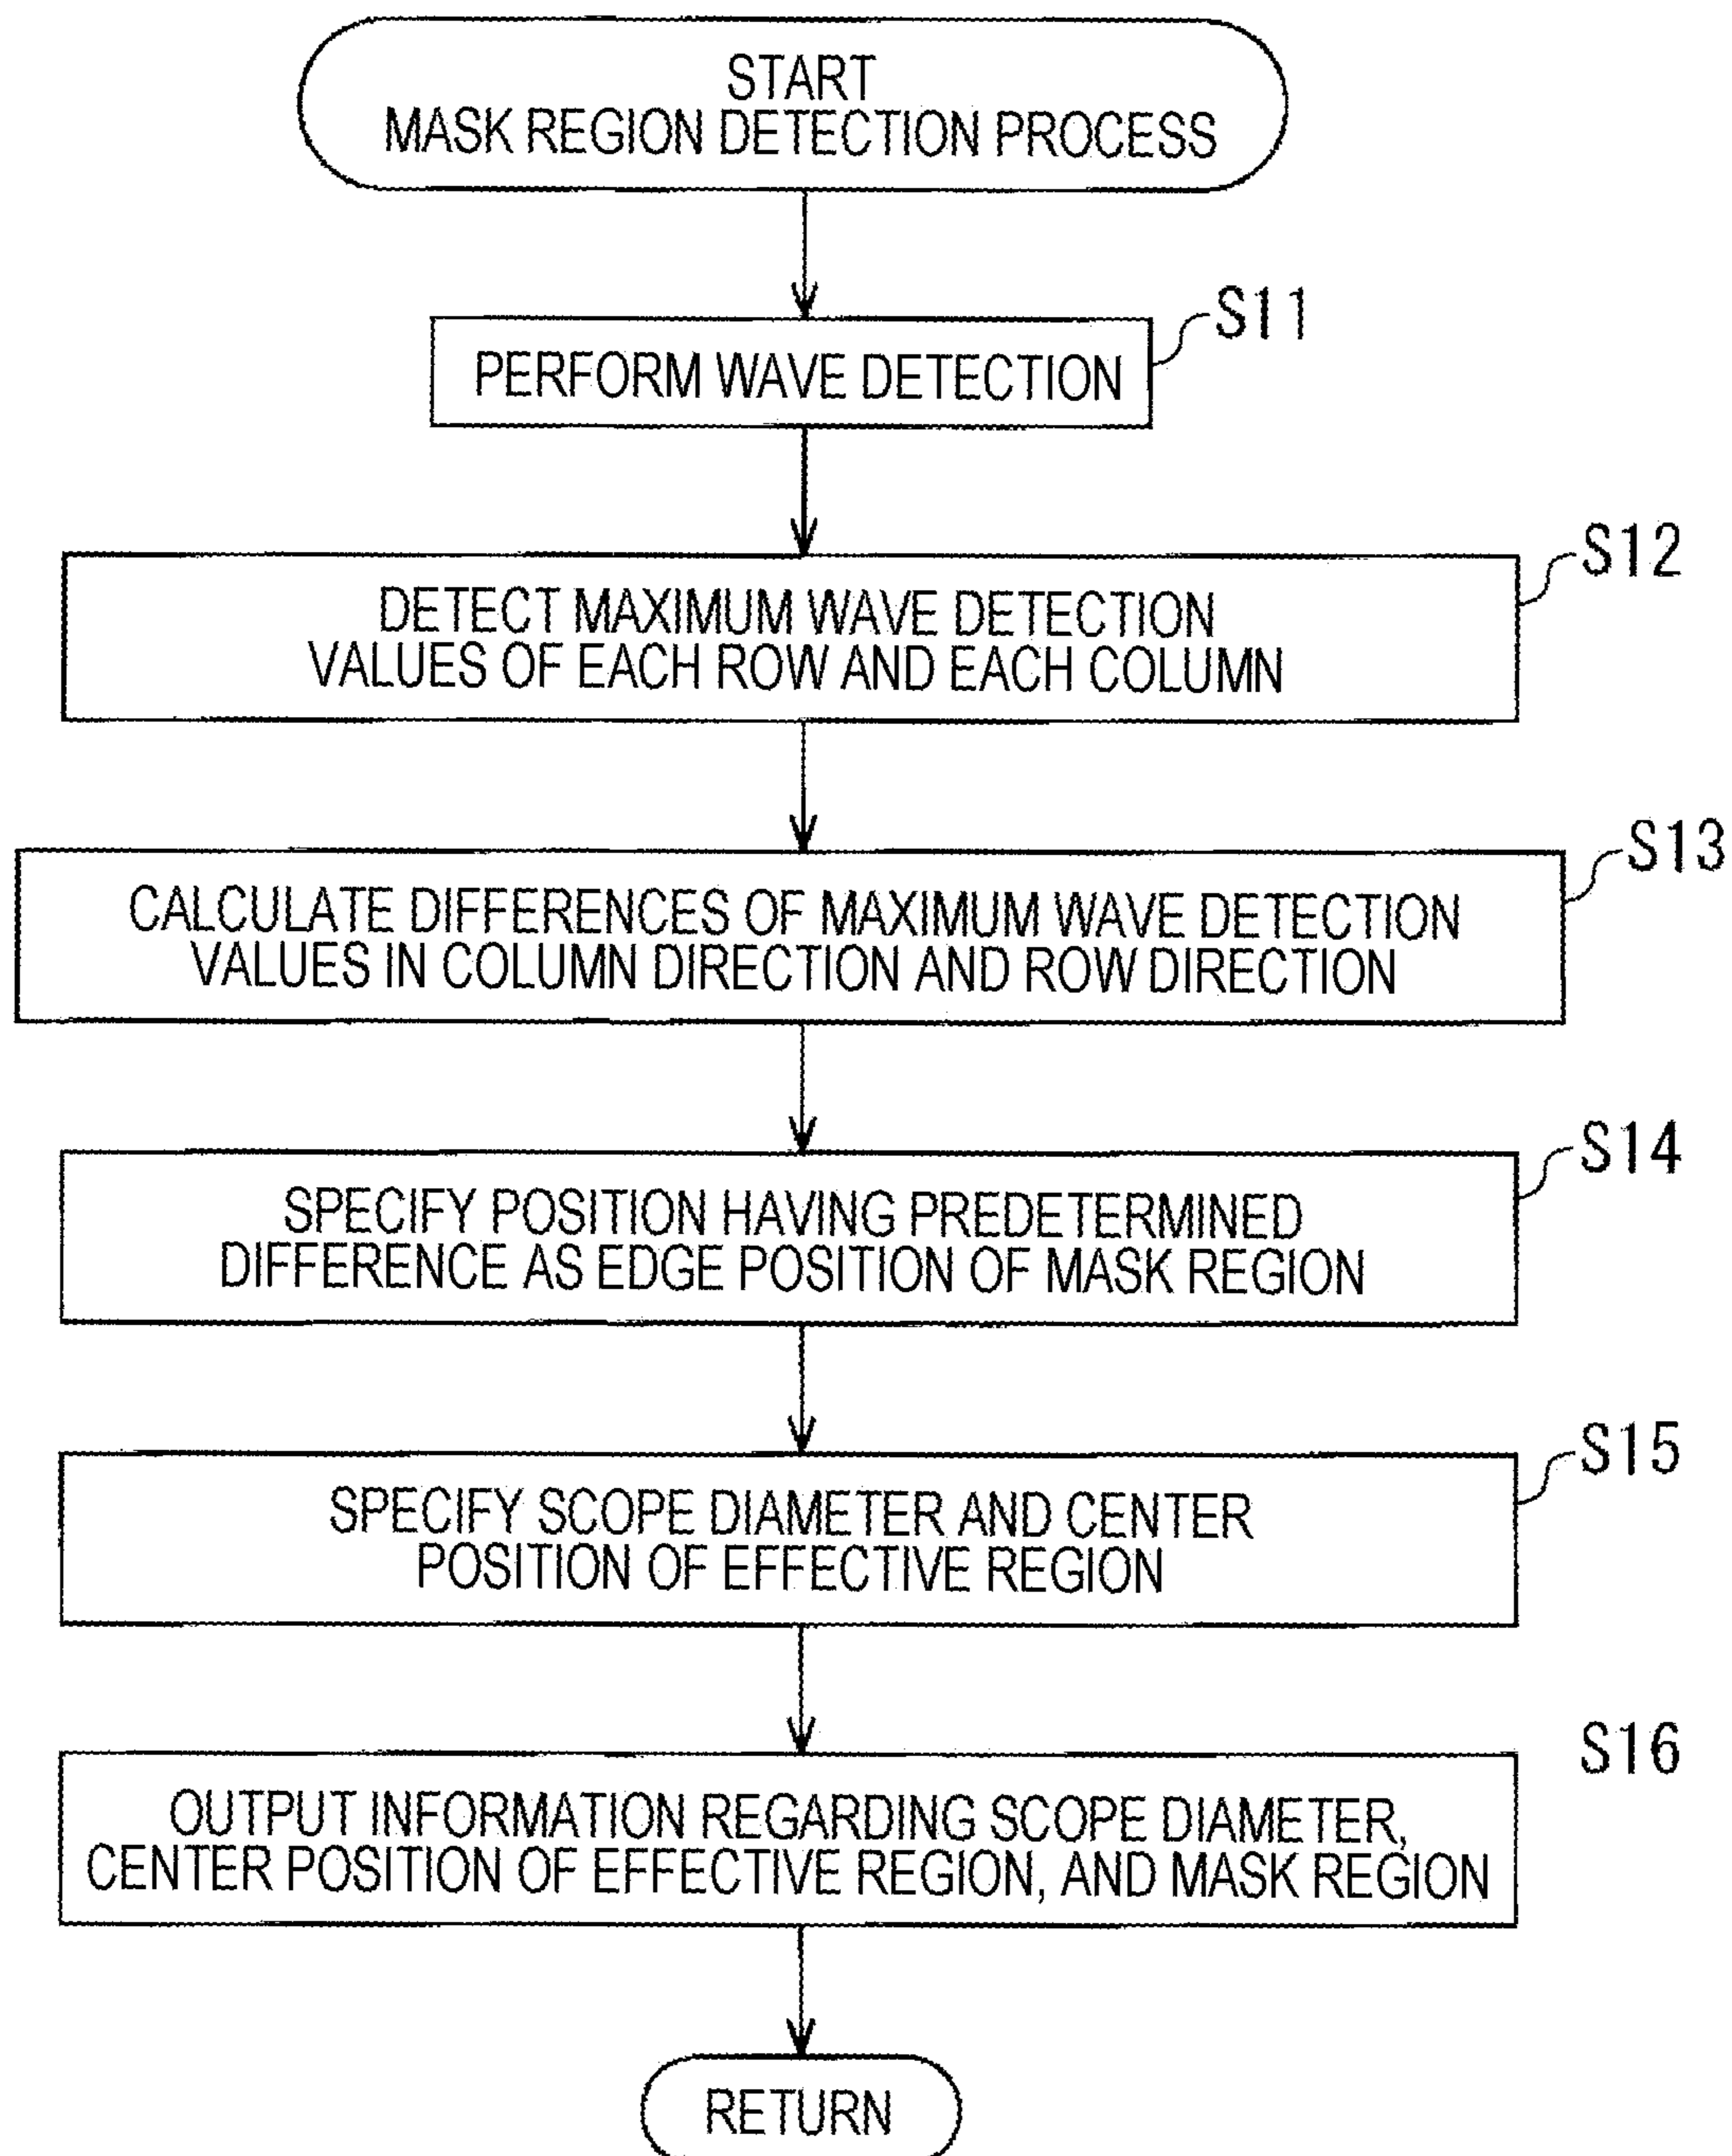 START
MASK REGION DETECTION PROCESS
S11
PERFORM WAVE DETECTION
S12
DETECT MAXIMUM WAVE DETECTION
VALUES OF EACH ROW AND EACH COLUMN
S13
CALCULATE DIFFERENCES OF MAXIMUM WAVE DETECTION
VALUES IN COLUMN DIRECTION AND ROW DIRECTION
S14
SPECIFY POSITION HAVING PREDETERMINED
DIFFERENCE AS EDGE POSITION OF MASK REGION
S15
SPECIFY SCOPE DIAMETER AND CENTER
POSITION OF EFFECTIVE REGION
S16
OUTPUT INFORMATION REGARDING SCOPE DIAMETER,
CENTER POSITION OF EFFECTIVE REGION, AND MASK REGION
RETURN